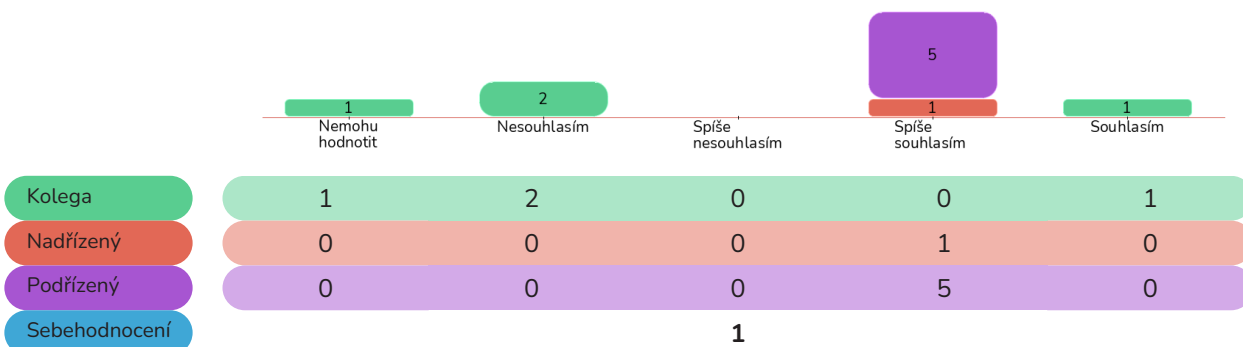 5
1 2 1 1
Nemohu hodnotit
Nesouhlasím
Spíše nesouhlasím
Spíše souhlasím
Souhlasím
Kolega 1 2 0 0 1
Nadřízený 0 0 0 1 0
Podřízený 0 0 0 5 0
Sebehodnocení 1